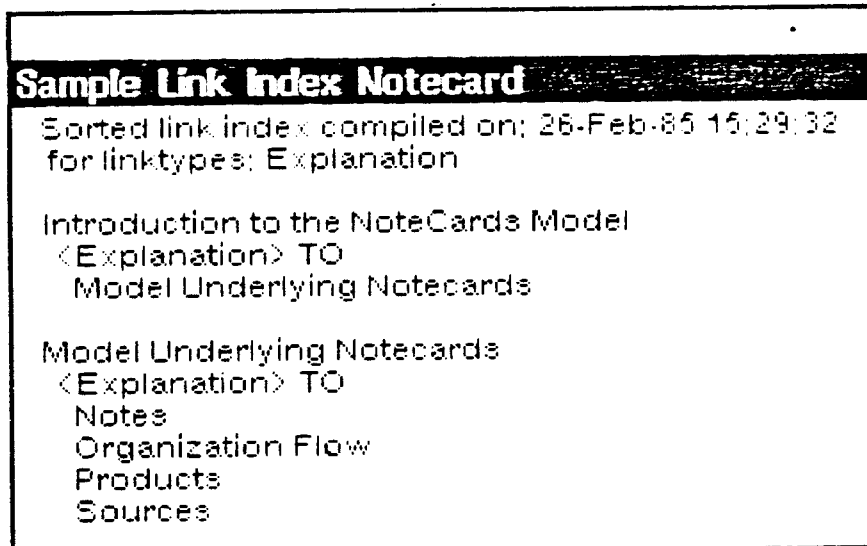 Sample Link Index Notecard
Sorted link index compiled on: 26-Feb-85 15:29:32
for linktypes: Explanation
Introduction to the NoteCards Model
<Explanation> TO
Model Underlying Notecards
Model Underlying Notecards
<Explanation> TO
Notes
Organization Flow
Products
Sources